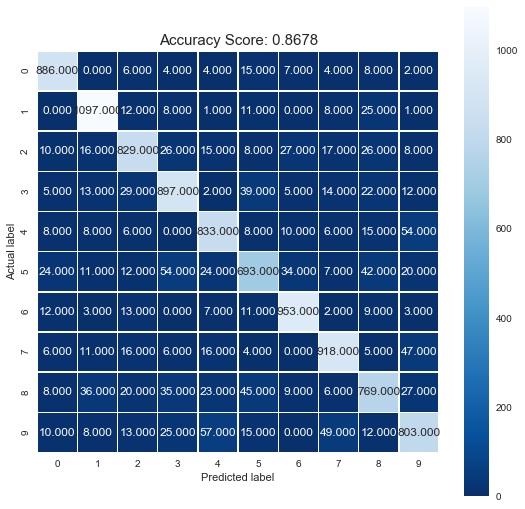 Accuracy Score: 0.8678
1000
800
600
400
200
0
Actual label
0 886.000 0.000 6.000 4.000 4.000 15.000 7.000 4.000 8.000 2.000
1 0.000 1097.000 12.000 8.000 1.000 11.000 0.000 8.000 25.000 1.000
2 10.000 16.000 829.000 26.000 15.000 8.000 27.000 17.000 26.000 8.000
3 5.000 13.000 29.000 897.000 2.000 39.000 5.000 14.000 22.000 12.000
4 8.000 8.000 6.000 0.000 833.000 8.000 10.000 6.000 15.000 54.000
5 24.000 11.000 12.000 54.000 24.000 693.000 34.000 7.000 42.000 20.000
6 12.000 3.000 13.000 0.000 7.000 11.000 953.000 2.000 9.000 3.000
7 6.000 11.000 16.000 6.000 16.000 4.000 0.000 918.000 5.000 47.000
8 8.000 36.000 20.000 35.000 23.000 45.000 9.000 6.000 769.000 27.000
9 10.000 8.000 13.000 25.000 57.000 15.000 0.000 49.000 12.000 803.000
0 1 2 3 4 5 6 7 8 9
Predicted label